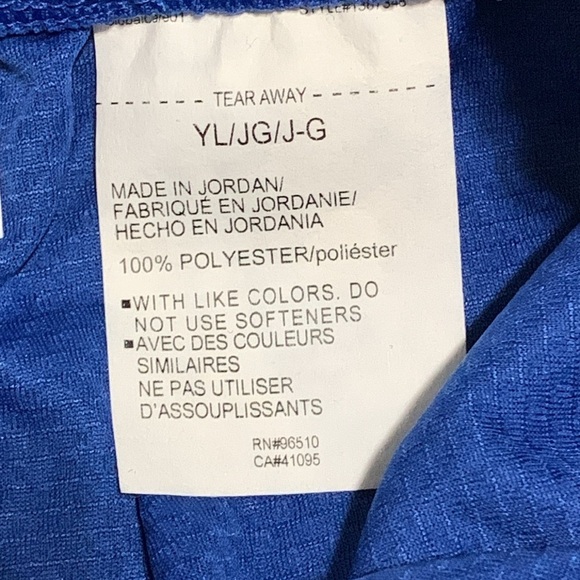 - - - - - - - TEAR AWAY - - - - - - -
YL/JG/J-G
MADE IN JORDAN/
FABRIQUÉ EN JORDANIE/
HECHO EN JORDANIA
100% POLYESTER/poliéster
WITH LIKE COLORS. DO
NOT USE SOFTENERS
AVEC DES COULEURS
SIMILAIRES
NE PAS UTILISER
D'ASSOUPLISSANTS
RN#96510
CA#41095